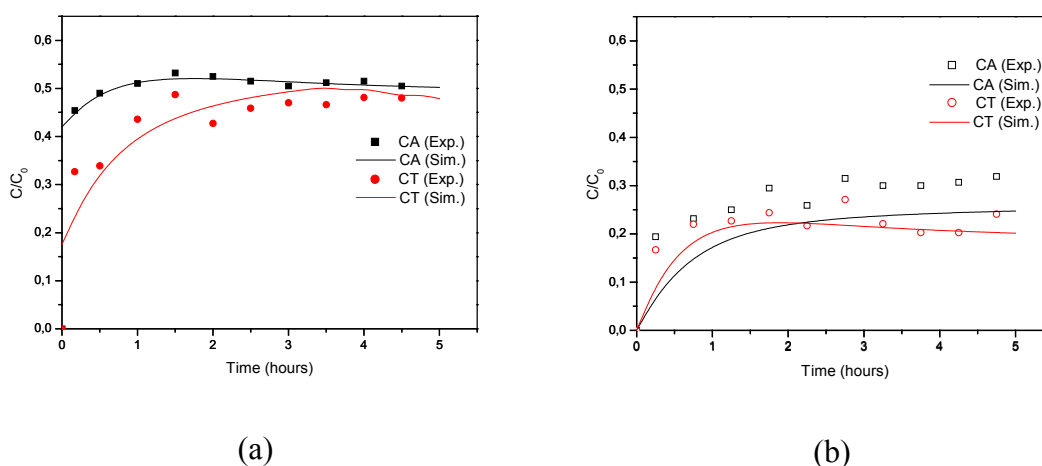 0,6
0,5
0,4
0,3
0,2
0,1
0,0
C/C0
0 1 2 3 4 5
Time (hours)
CA (Exp.)
CA (Sim.)
CT (Exp.)
CT (Sim.)
(a)
0,6
0,5
0,4
0,3
0,2
0,1
0,0
C/C0
0 1 2 3 4 5
Time (hours)
CA (Exp.)
CA (Sim.)
CT (Exp.)
CT (Sim.)
(b)